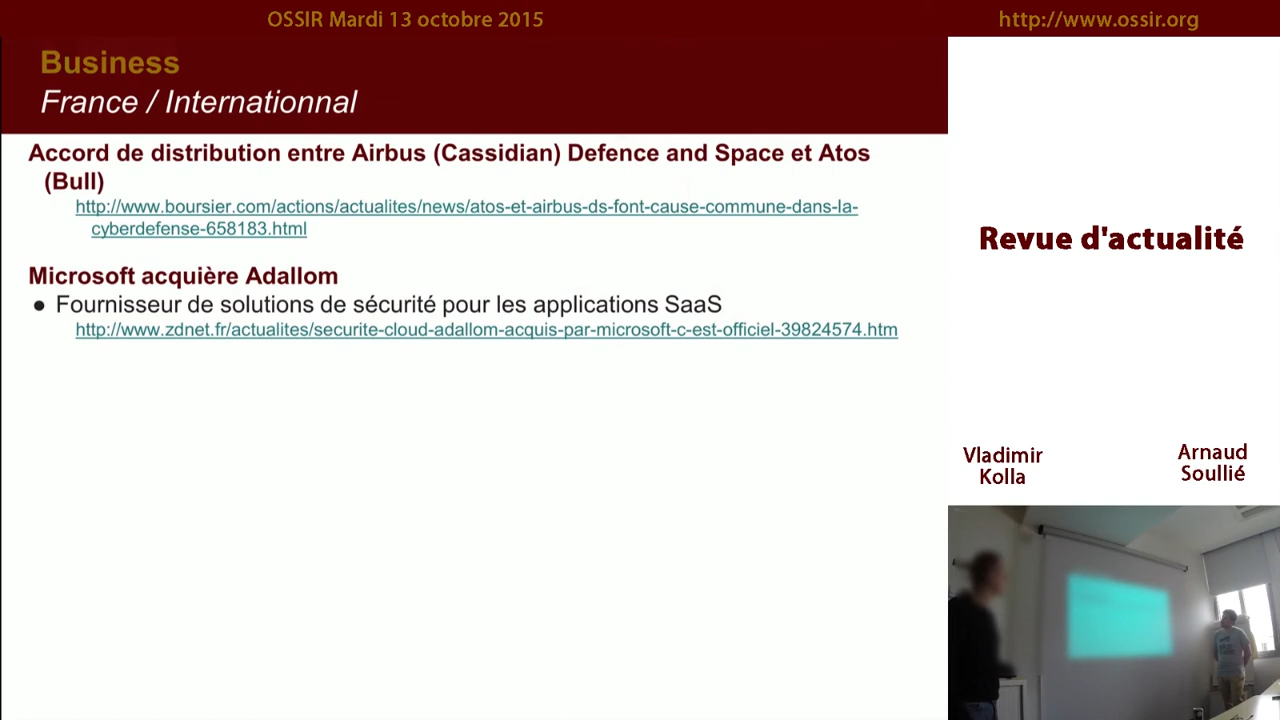 OSSIR Mardi 13 octobre 2015
http://www.ossir.org
Business
France / Internationnal
Accord de distribution entre Airbus (Cassidian) Defence and Space et Atos
(Bull)
http://www.boursier.com/actions/actualites/news/atos-et-airbus-ds-font-cause-commune-dans-la-
cyberdefense-658183.html
Microsoft acquière Adallom
● Fournisseur de solutions de sécurité pour les applications SaaS
http://www.zdnet.fr/actualites/securite-cloud-adallom-acquis-par-microsoft-c-est-officiel-39824574.htm
Revue d'actualité
Vladimir
Kolla
Arnaud
Soullié